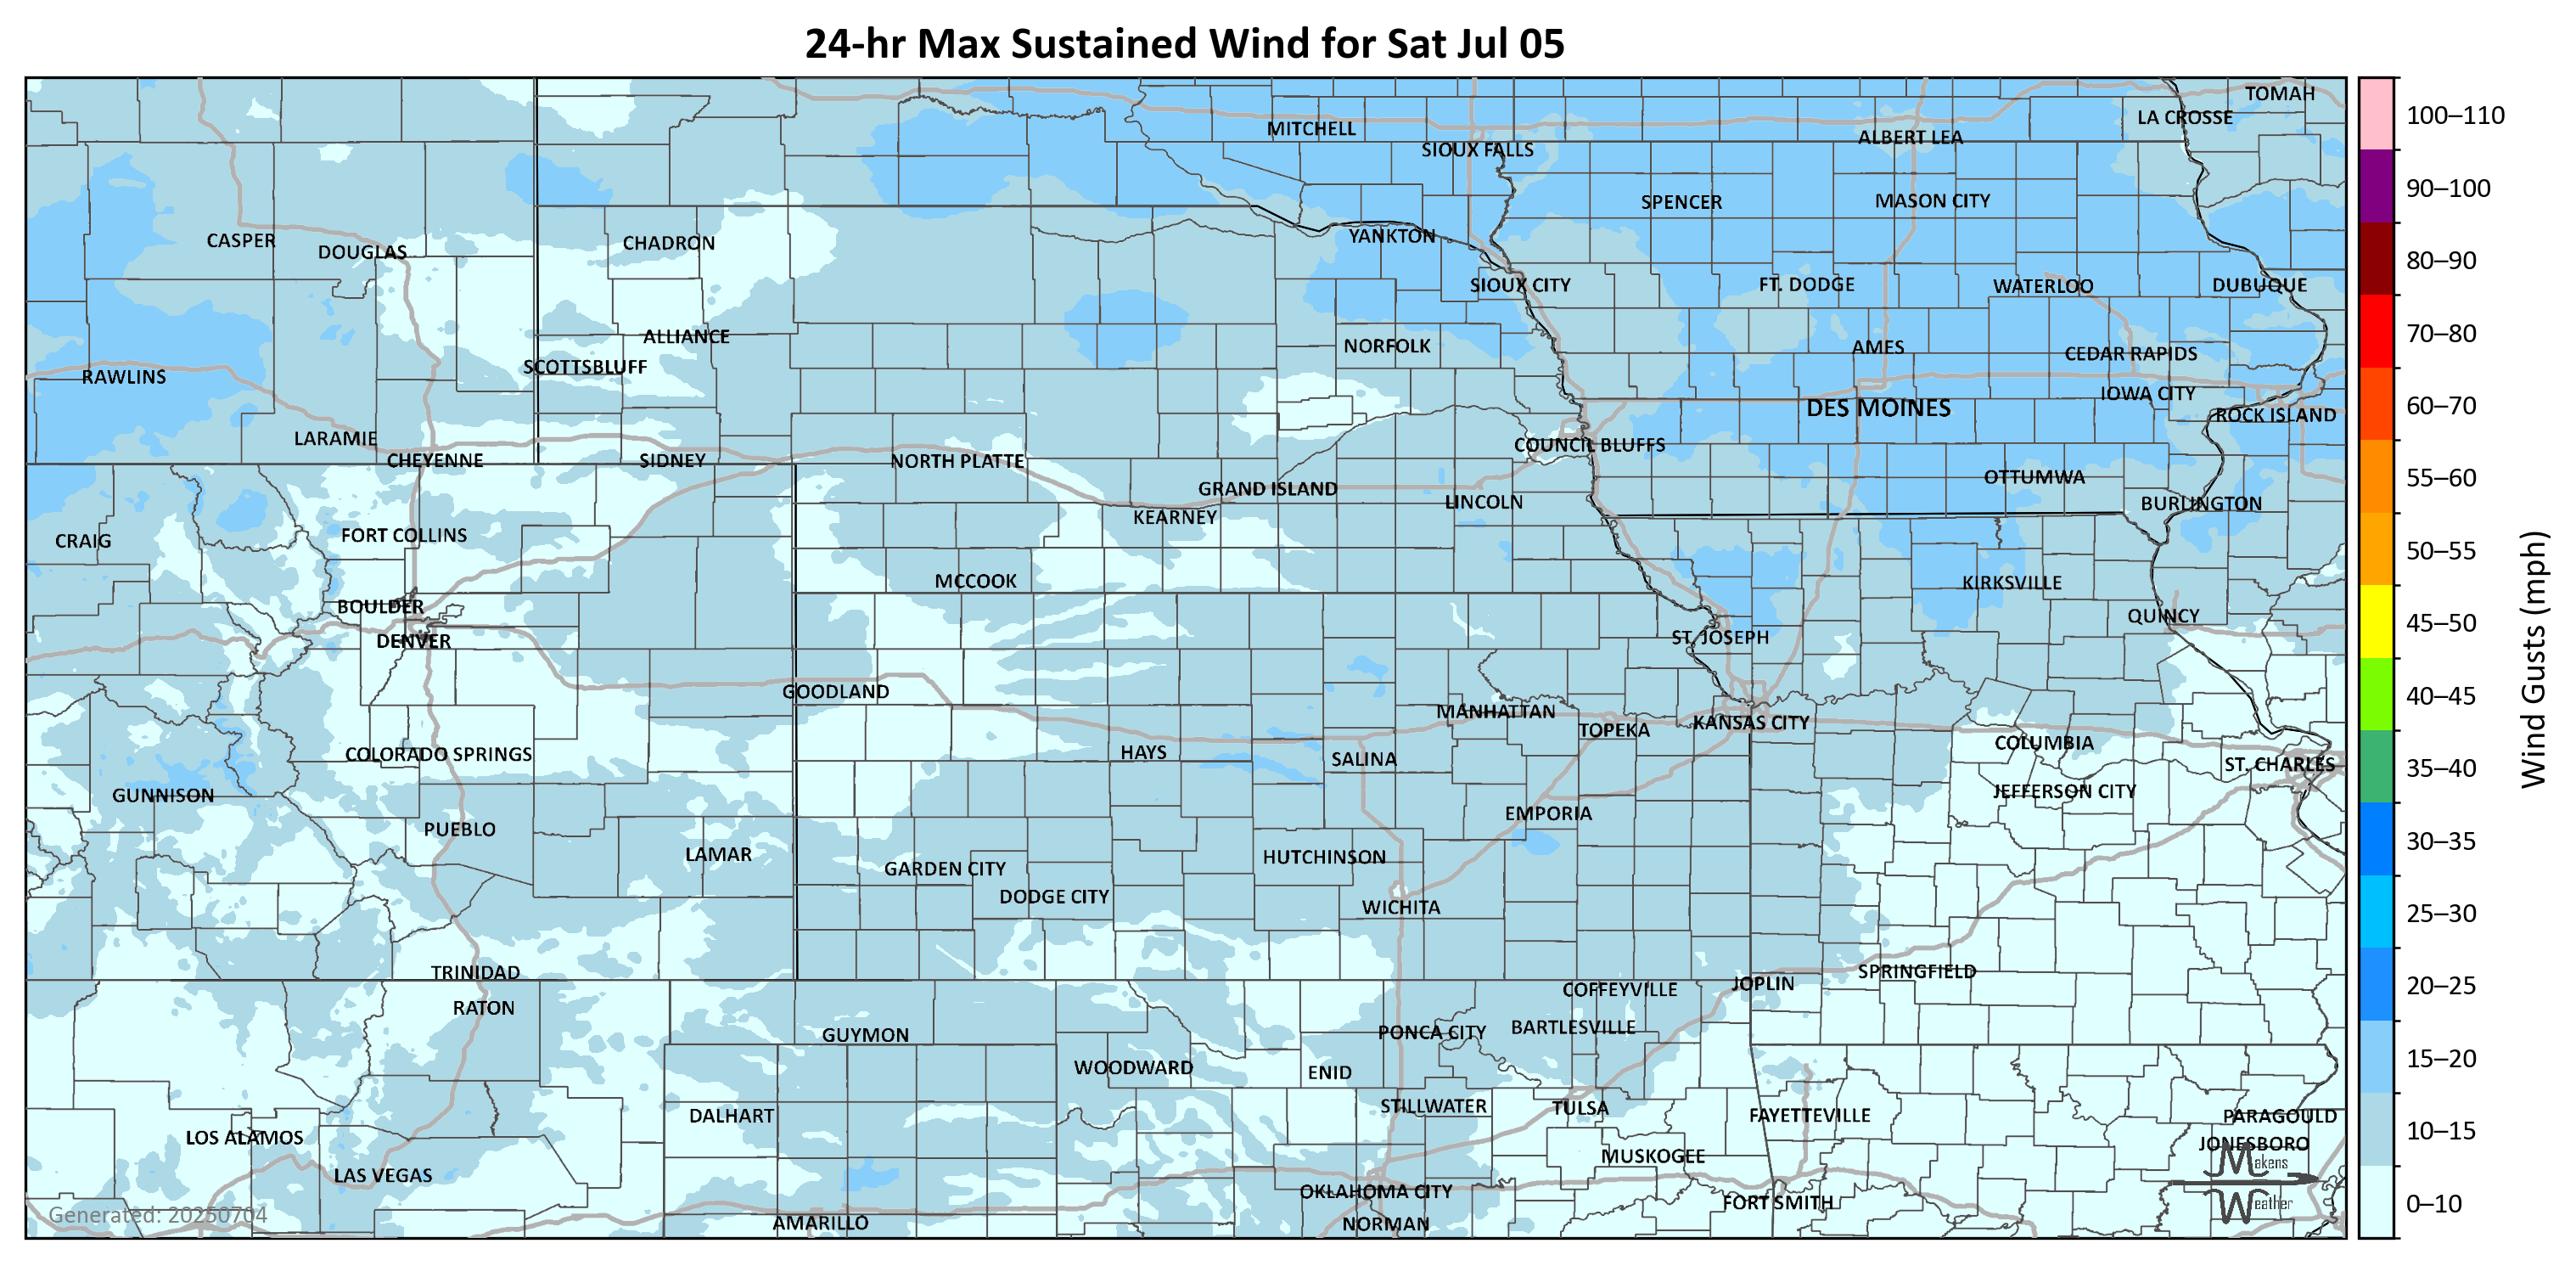 24-hr Max Sustained Wind for Sat Jul 05
TOMAH
LA CROSSE
MITCHELL
ALBERT LEA
SIOUX FALLS
SPENCER
MASON CITY
CASPER
DOUGLAS
CHADRON
YANKTON
SIOUX CITY
FT. DODGE
WATERLOO
DUBUQUE
ALLIANCE
NORFOLK
AMES
CEDAR RAPIDS
SCOTTSBLUFF
RAWLINS
IOWA CITY
DES MOINES
ROCK ISLAND
LARAMIE
COUNCIL BLUFFS
CHEYENNE
SIDNEY
NORTH PLATTE
OTTUMWA
GRAND ISLAND
LINCOLN
BURLINGTON
KEARNEY
CRAIG
FORT COLLINS
MCCOOK
KIRKSVILLE
BOULDER
QUINCY
DENVER
ST. JOSEPH
GOODLAND
MANHATTAN
TOPEKA
KANSAS CITY
COLORADO SPRINGS
HAYS
SALINA
COLUMBIA
ST. CHARLES
GUNNISON
JEFFERSON CITY
PUEBLO
EMPORIA
LAMAR
GARDEN CITY
HUTCHINSON
DODGE CITY
WICHITA
TRINIDAD
SPRINGFIELD
JOPLIN
COFFEYVILLE
RATON
GUYMON
PONCA CITY
BARTLESVILLE
WOODWARD
ENID
DALHART
STILLWATER
TULSA
FAYETTEVILLE
PARAGOULD
LOS ALAMOS
JONESBORO
MUSKOGEE
LAS VEGAS
OKLAHOMA CITY
FORT SMITH
AMARILLO
NORMAN
Generated: 20250704
Makens
Weather
100–110
90–100
80–90
70–80
60–70
55–60
50–55
45–50
40–45
35–40
30–35
25–30
20–25
15–20
10–15
0–10
Wind Gusts (mph)